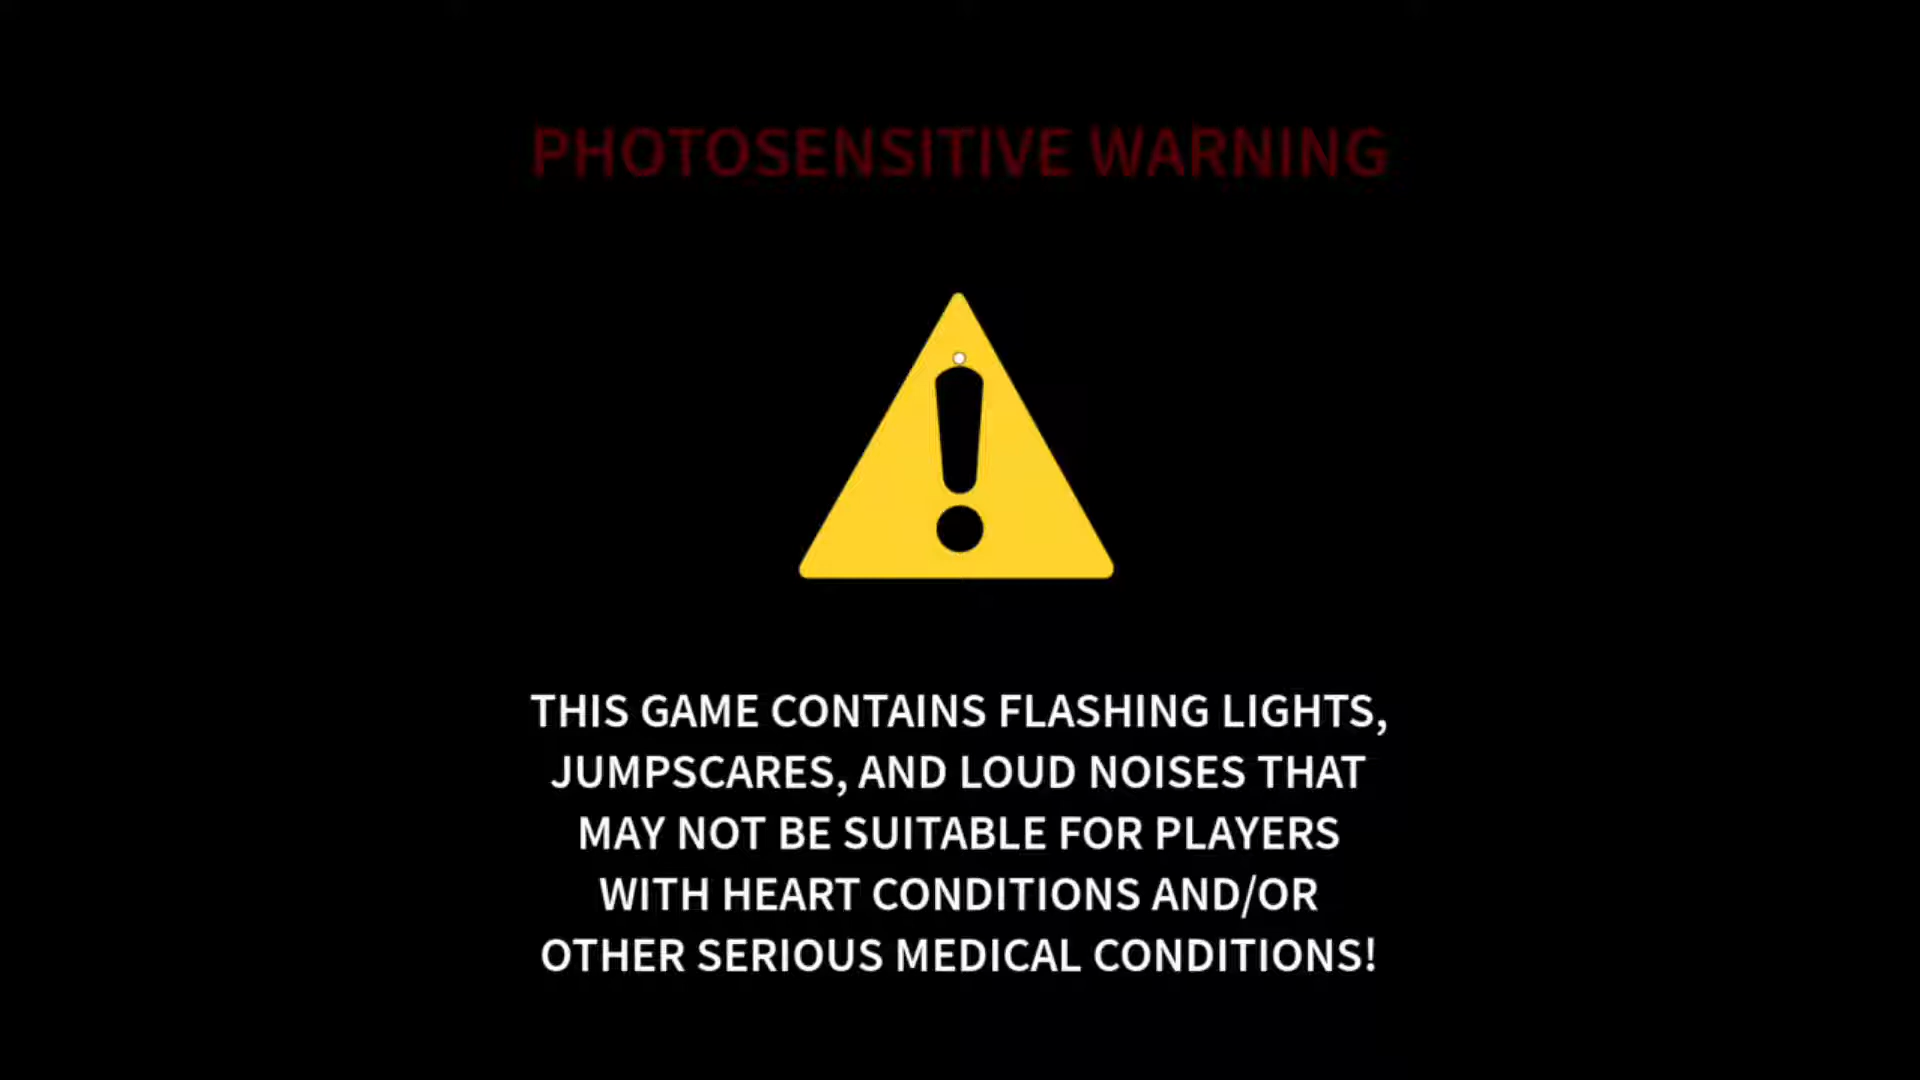 PHOTOSENSITIVE WARNING
THIS GAME CONTAINS FLASHING LIGHTS,
JUMPSCARES, AND LOUD NOISES THAT
MAY NOT BE SUITABLE FOR PLAYERS
WITH HEART CONDITIONS AND/OR
OTHER SERIOUS MEDICAL CONDITIONS!